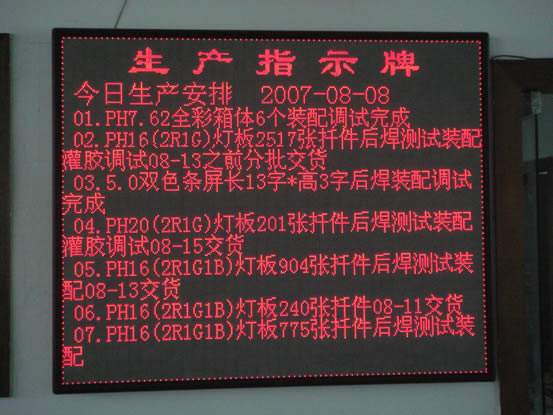 生产指示牌
今日生产安排 2007-08-08
01.PH7.62全彩箱体6个装配调试完成
02.PH16(2R1G)灯板2517张扦件后焊测试装配
灌胶调试08-13之前分批交货
03.5.0双色条屏长13字*高3字后焊装配调试
完成
04.PH20(2R1G)灯板201张扦件后焊测试装配
灌胶调试08-15交货
05.PH16(2R1G1B)灯板904张扦件后焊测试装
配08-13交货
06.PH16(2R1G1B)灯板240张扦件08-11交货
07.PH16(2R1G1B)灯板775张扦件后焊测试装
配